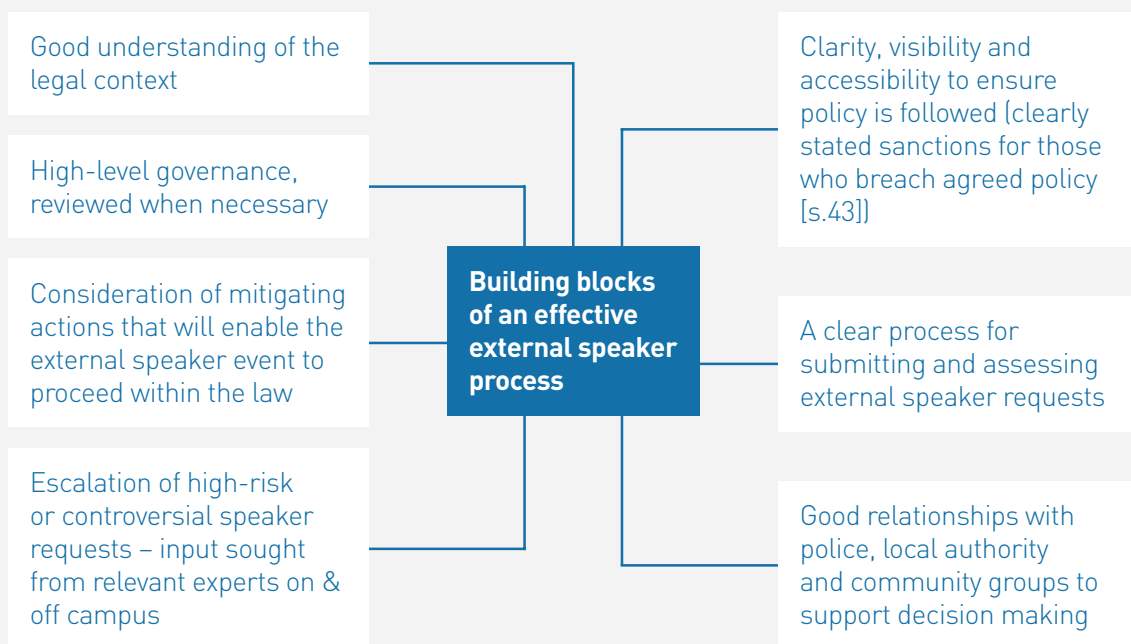 Good understanding of the
legal context
High-level governance,
reviewed when necessary
Consideration of mitigating
actions that will enable the
external speaker event to
proceed within the law
Escalation of high-risk
or controversial speaker
requests – input sought
from relevant experts on &
off campus
Building blocks
of an effective
external speaker
process
Clarity, visibility and
accessibility to ensure
policy is followed (clearly
stated sanctions for those
who breach agreed policy
[s.43])
A clear process for
submitting and assessing
external speaker requests
Good relationships with
police, local authority
and community groups to
support decision making